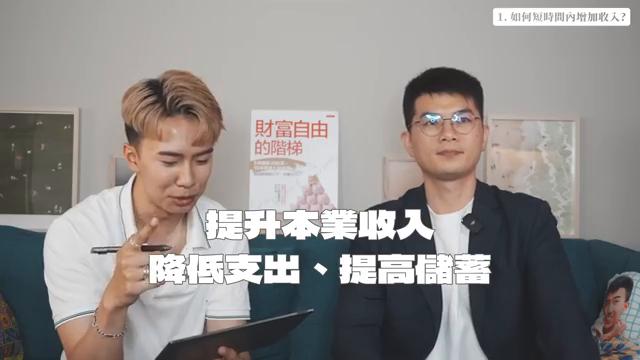 1. 如何短時間內增加收入?
財富自由
的階梯
提升本業收入
降低支出、提高儲蓄